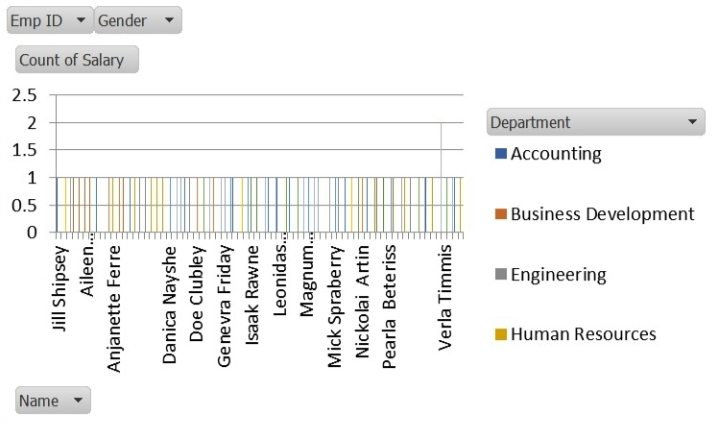 Emp ID Gender
Count of Salary
2.5
2
1.5
1
0.5
0
Jill Shipsey
Aileen...
Anjanette Ferre
Danica Nayshe
Doe Clubley
Genevra Friday
Isaak Rawne
Leonidas...
Magnum...
Mick Spraberry
Nickolai Artin
Pearla Beteriss
Verla Timmis
Department
Accounting
Business Development
Engineering
Human Resources
Name